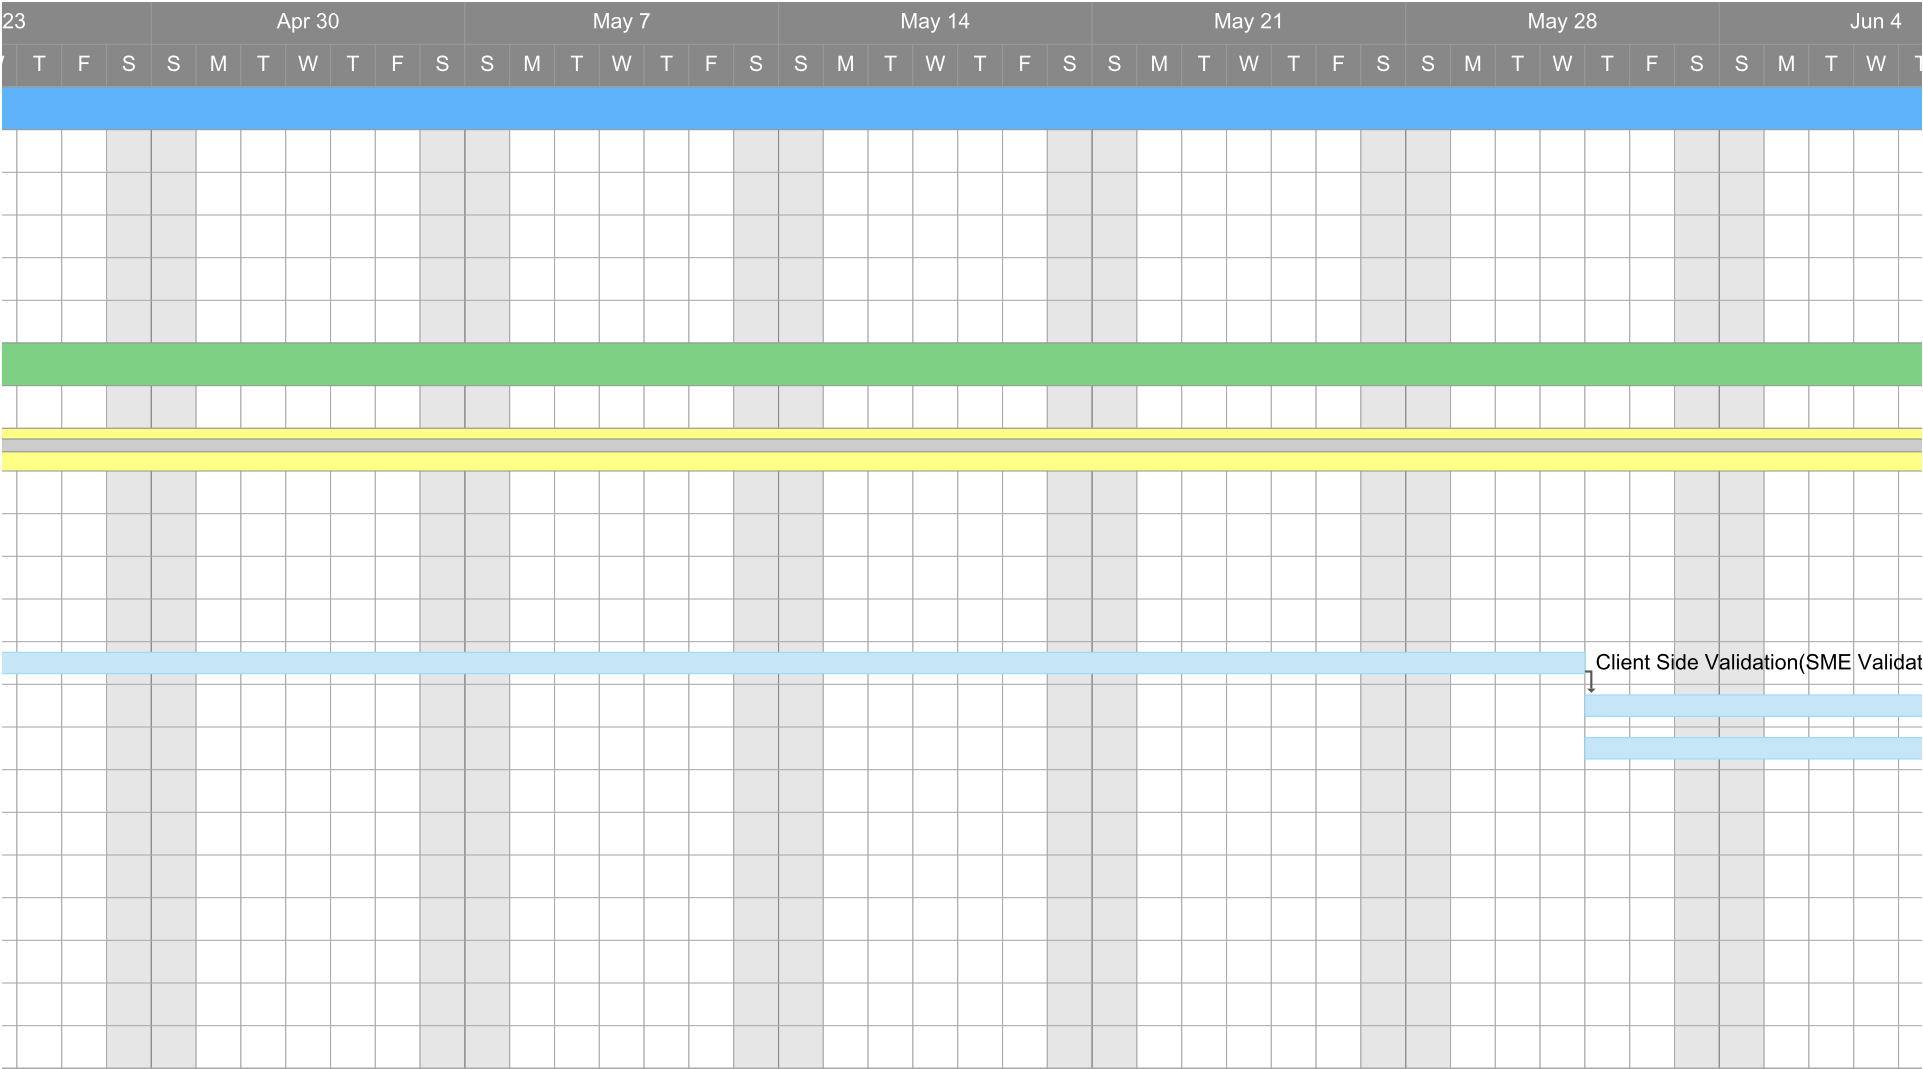 23 Apr 30 May 7 May 14 May 21 May 28 Jun 4
T F S S M T W T F S S M T W T F S S M T W T F S S M T W T F S S M T W T F S S M T W T
Client Side Validation(SME Validat